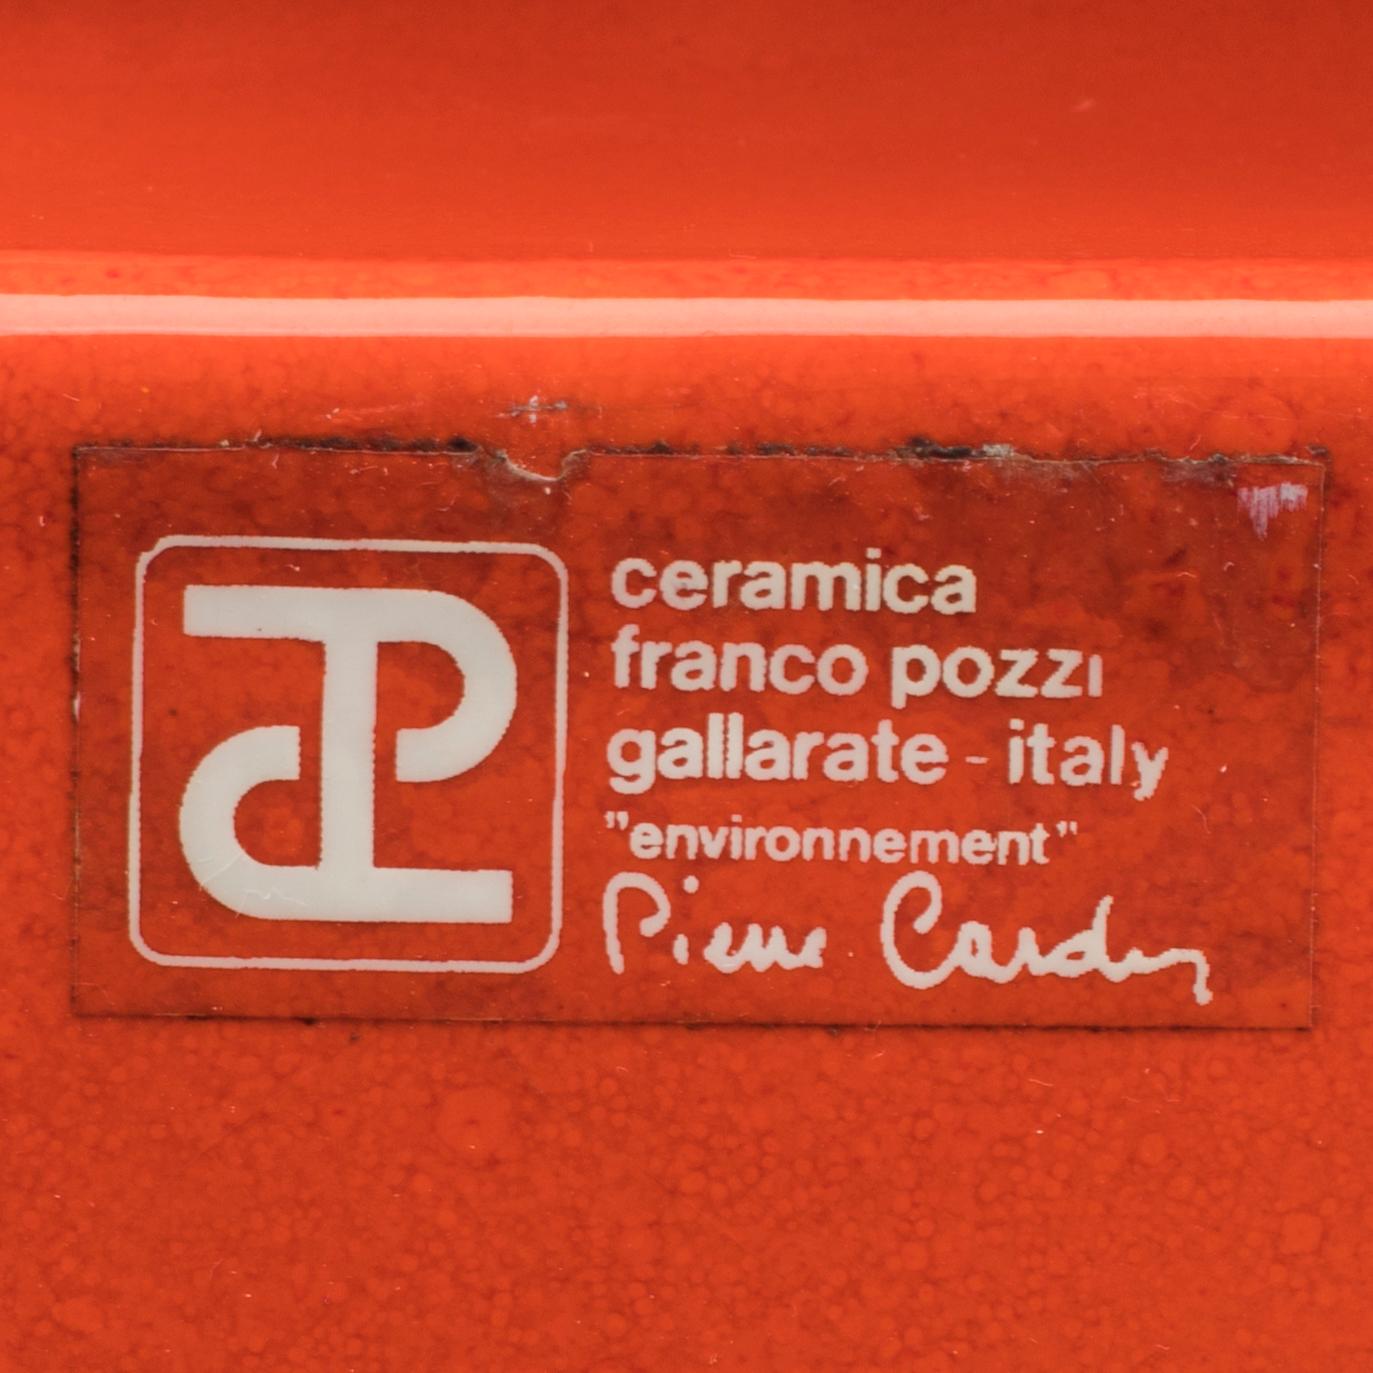 ceramica
franco pozzi
gallarate - italy
"environnement"
Pierre Cardin